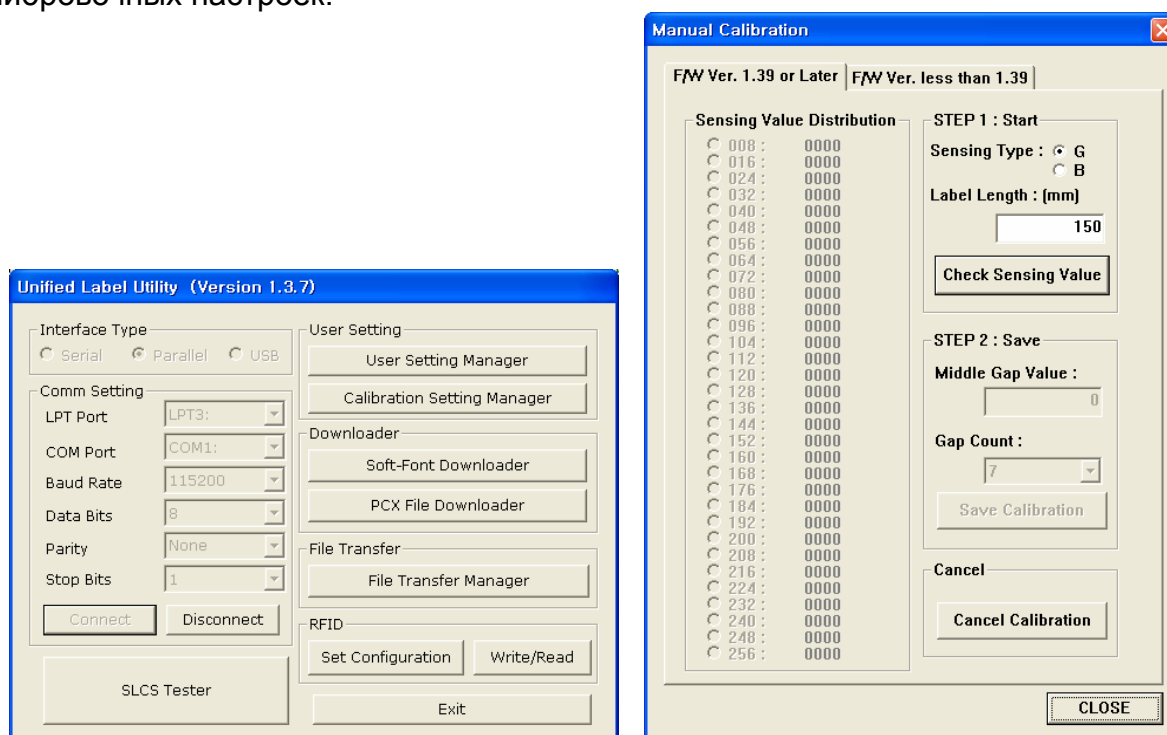 настроек.
Unified Label Utility (Version 1.3.7)
Interface Type
Serial Parallel USB
Comm Setting
LPT Port LPT3:
COM Port COM1:
Baud Rate 115200
Data Bits 8
Parity None
Stop Bits 1
Connect Disconnect
SLCS Tester
User Setting
User Setting Manager
Calibration Setting Manager
Downloader
Soft-Font Downloader
PCX File Downloader
File Transfer
File Transfer Manager
RFID
Set Configuration Write/Read
Exit
Manual Calibration
F/W Ver. 1.39 or Later F/W Ver. less than 1.39
Sensing Value Distribution
008 : 0000
016 : 0000
024 : 0000
032 : 0000
040 : 0000
048 : 0000
056 : 0000
064 : 0000
072 : 0000
080 : 0000
088 : 0000
096 : 0000
104 : 0000
112 : 0000
120 : 0000
128 : 0000
136 : 0000
144 : 0000
152 : 0000
160 : 0000
168 : 0000
176 : 0000
184 : 0000
192 : 0000
200 : 0000
208 : 0000
216 : 0000
224 : 0000
232 : 0000
240 : 0000
248 : 0000
256 : 0000
STEP 1 : Start
Sensing Type : G
B
Label Length : (mm)
150
Check Sensing Value
STEP 2 : Save
Middle Gap Value :
0
Gap Count :
7
Save Calibration
Cancel
Cancel Calibration
CLOSE